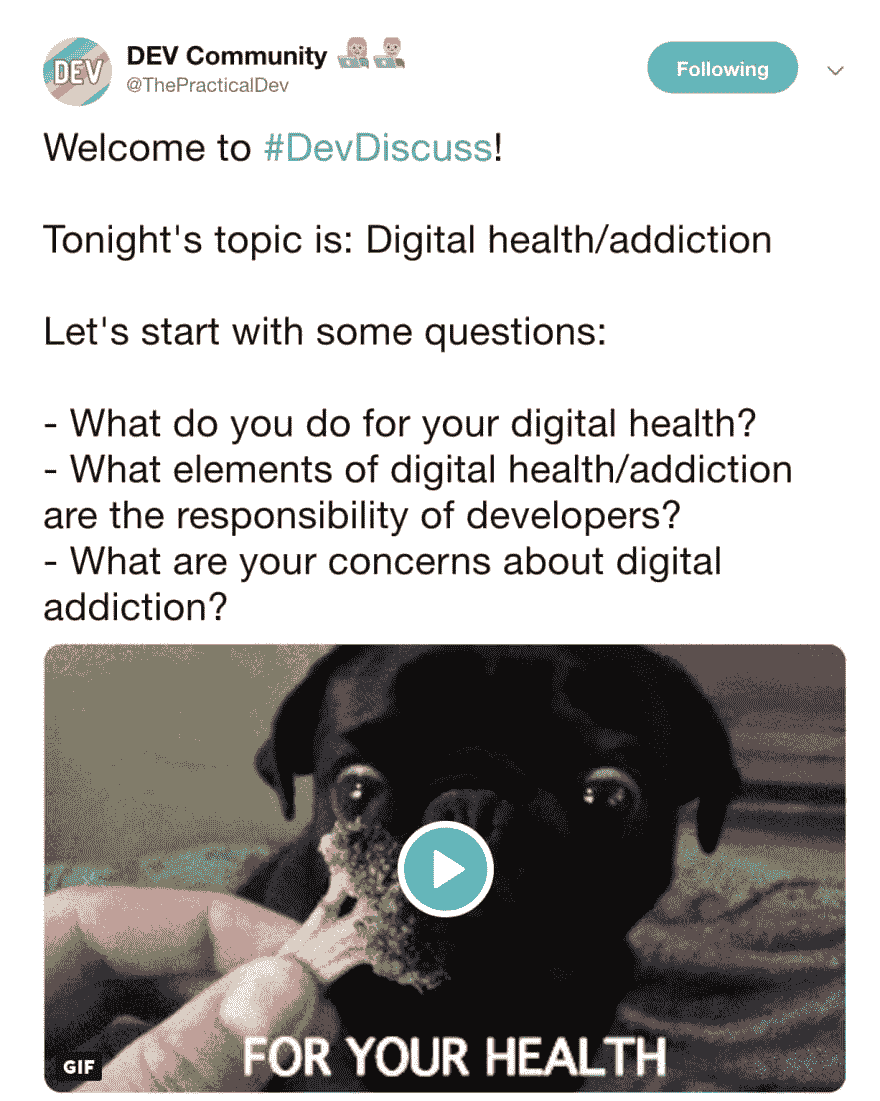 DEV
DEV Community
@ThePracticalDev
Following
Welcome to #DevDiscuss!
Tonight's topic is: Digital health/addiction
Let's start with some questions:
- What do you do for your digital health?
- What elements of digital health/addiction
are the responsibility of developers?
- What are your concerns about digital
addiction?
FOR YOUR HEALTH
GIF